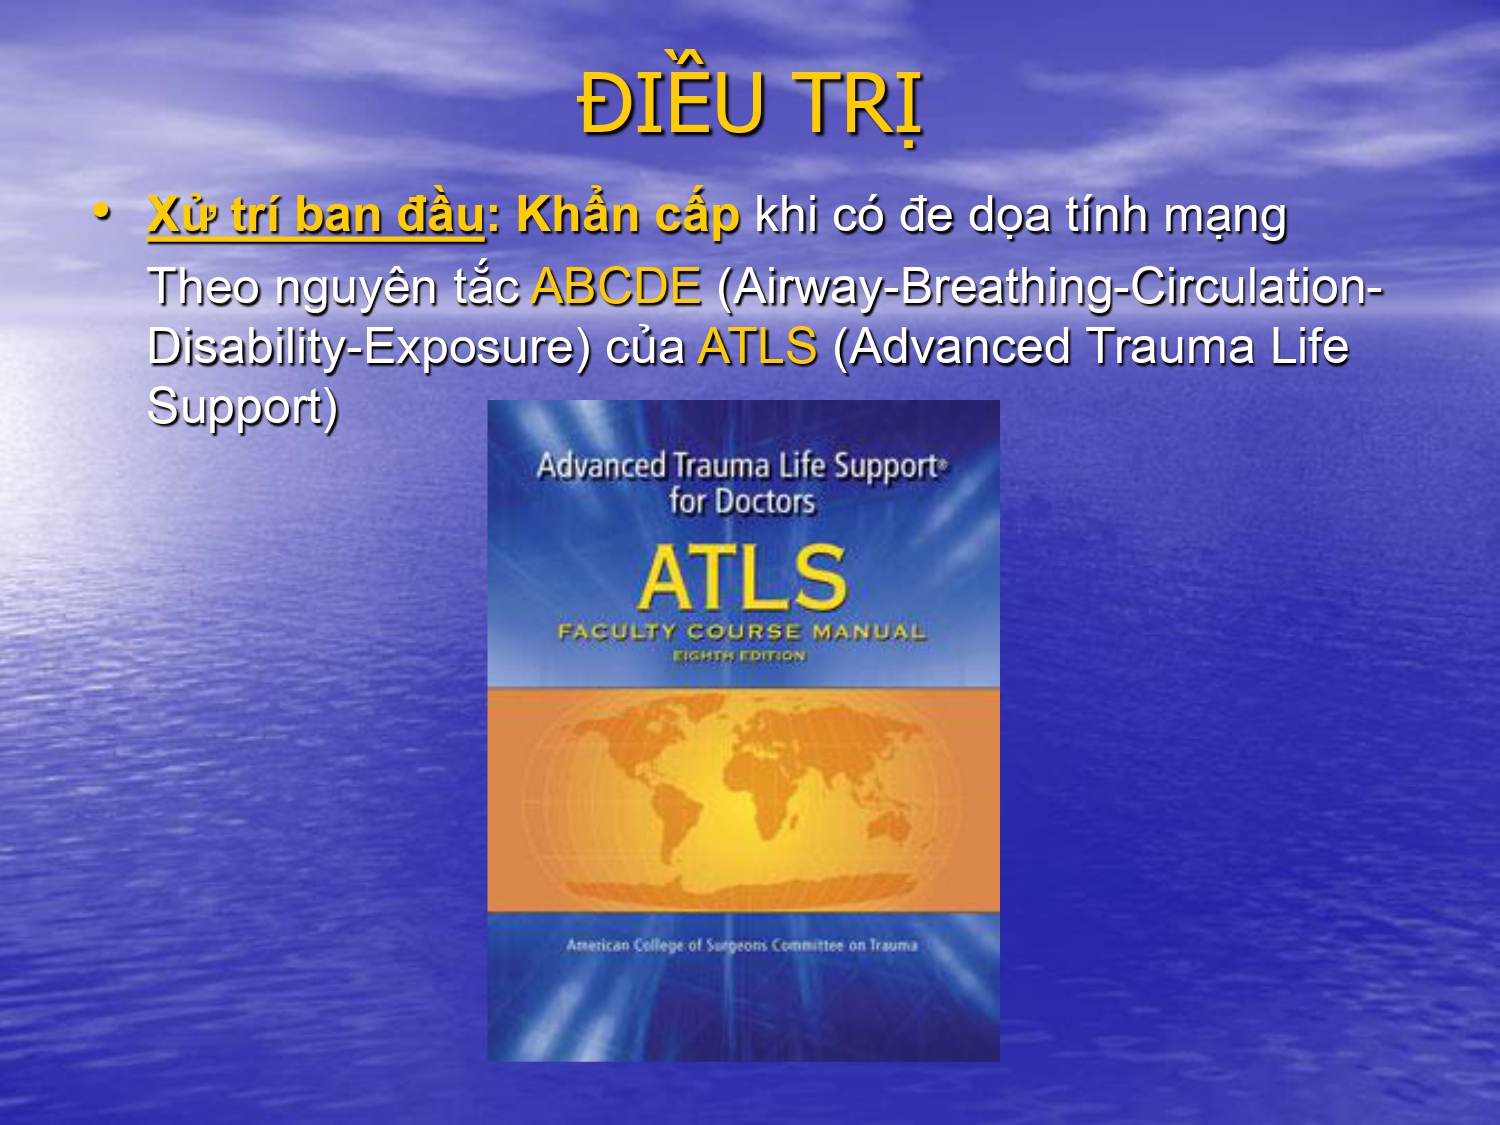 ĐIỀU TRỊ
• Xử trí ban đầu: Khẩn cấp khi có đe dọa tính mạng
Theo nguyên tắc ABCDE (Airway-Breathing-Circulation-
Disability-Exposure) của ATLS (Advanced Trauma Life
Support)
Advanced Trauma Life Support®
for Doctors
ATLS
FACULTY COURSE MANUAL
EIGHTH EDITION
American College of Surgeons Committee on Trauma